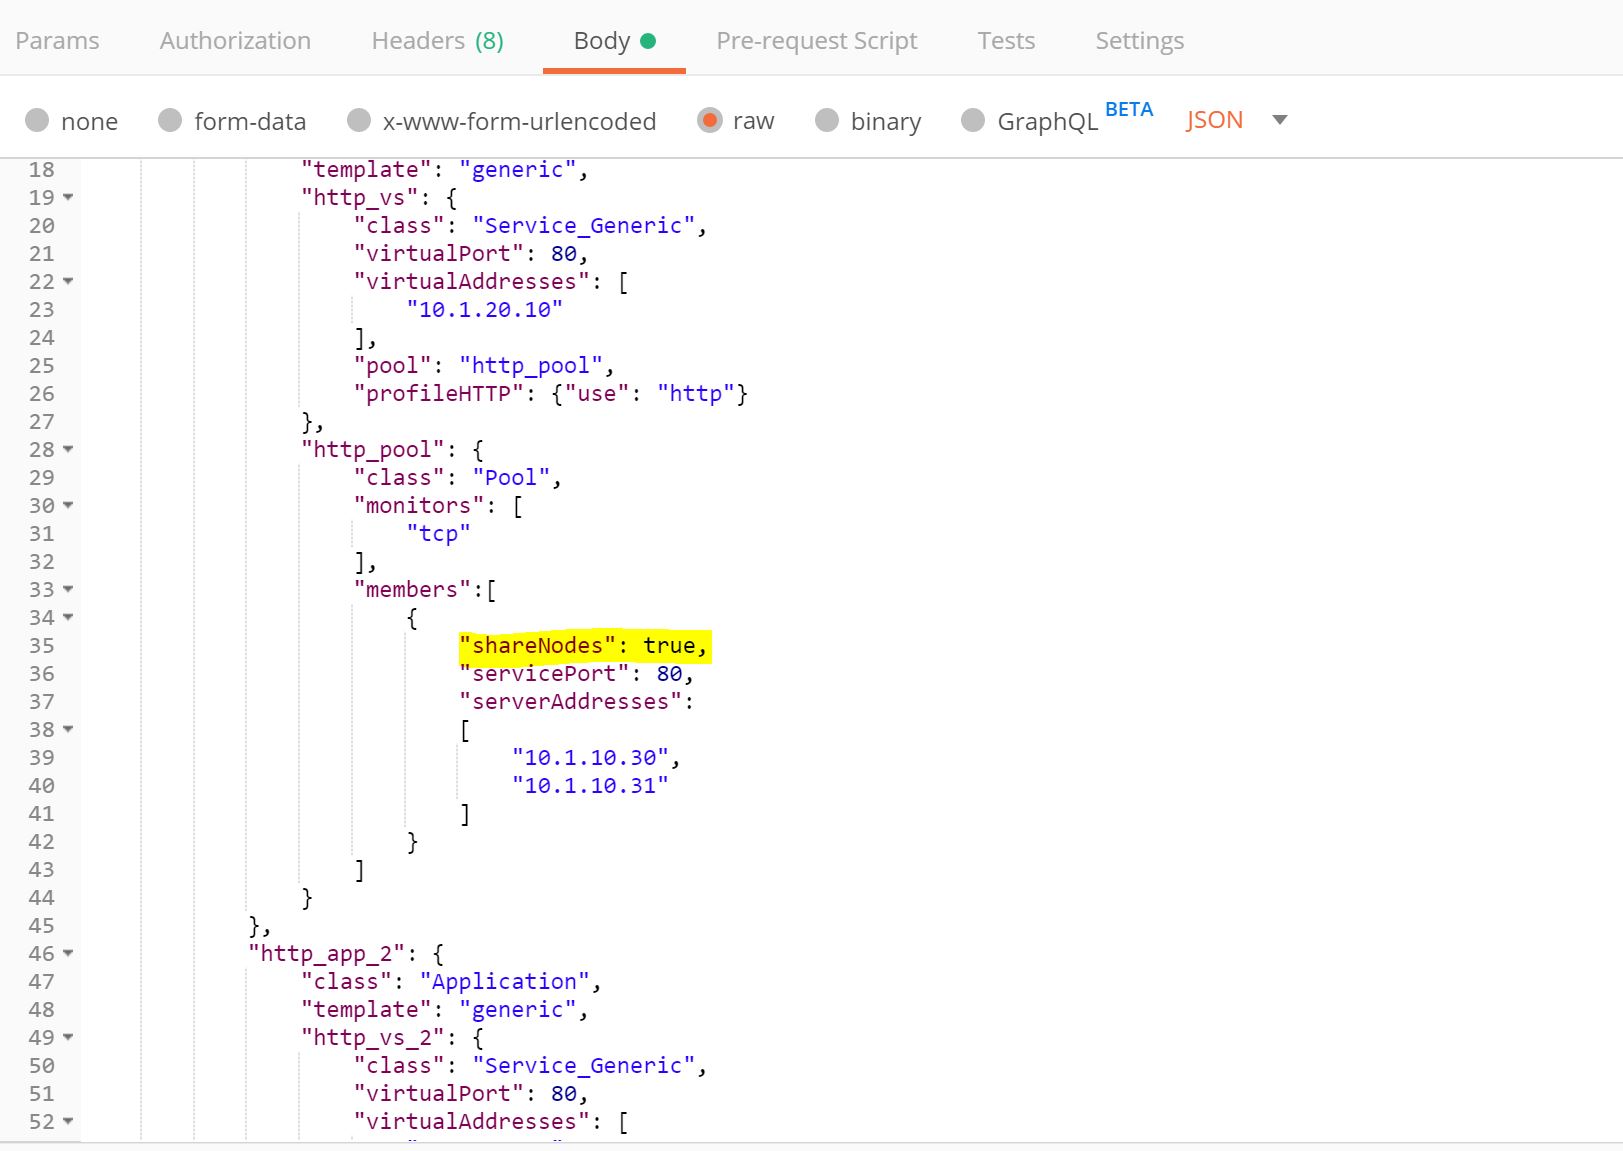 Params Authorization Headers (8) Body Pre-request Script Tests Settings
none form-data x-www-form-urlencoded raw binary GraphQL BETA JSON
18 "template": "generic",
19 "http_vs": {
20 "class": "Service_Generic",
21 "virtualPort": 80,
22 "virtualAddresses": [
23 "10.1.20.10"
24 ],
25 "pool": "http_pool",
26 "profileHTTP": {"use": "http"}
27 },
28 "http_pool": {
29 "class": "Pool",
30 "monitors": [
31 "tcp"
32 ],
33 "members":[
34 {
35 "shareNodes": true,
36 "servicePort": 80,
37 "serverAddresses":
38 [
39 "10.1.10.30",
40 "10.1.10.31"
41 ]
42 }
43 ]
44 }
45 },
46 "http_app_2": {
47 "class": "Application",
48 "template": "generic",
49 "http_vs_2": {
50 "class": "Service_Generic",
51 "virtualPort": 80,
52 "virtualAddresses": [